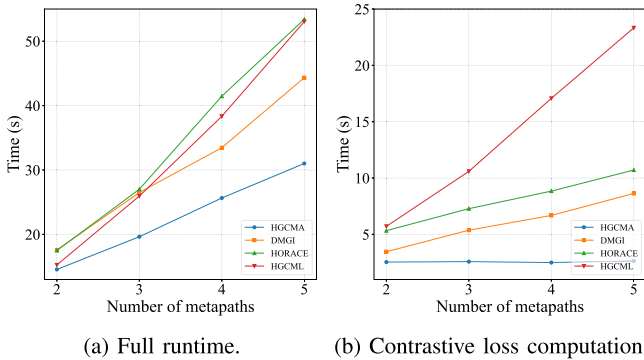 50
40
30
20
Time (s)
2
3
4
5
Number of metapaths
HGCMA
DMGI
HORACE
HGCML
(a) Full runtime.
25
20
15
10
5
Time (s)
2
3
4
5
Number of metapaths
HGCMA
DMGI
HORACE
HGCML
(b) Contrastive loss computation